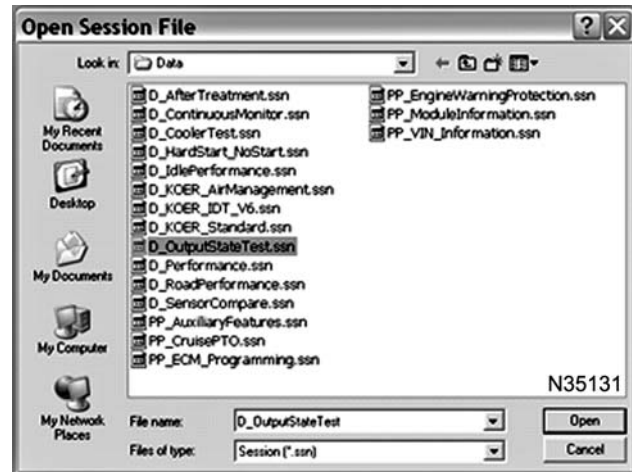 Open Session File
Look in: Data
My Recent Documents
Desktop
My Documents
My Computer
My Network Places
D_AfterTreatment.ssn
D_ContinuousMonitor.ssn
D_CoolerTest.ssn
D_HardStart_NoStart.ssn
D_IdlePerformance.ssn
D_KOER_AirManagement.ssn
D_KOER_IDT_V6.ssn
D_KOER_Standard.ssn
D_OutputStateTest.ssn
D_Performance.ssn
D_RoadPerformance.ssn
D_SensorCompare.ssn
PP_AuxiliaryFeatures.ssn
PP_CruisePTO.ssn
PP_ECM_Programming.ssn
PP_EngineWarningProtection.ssn
PP_ModuleInformation.ssn
PP_VIN_Information.ssn
N35131
File name: D_OutputStateTest Open
Files of type: Session (*.ssn) Cancel